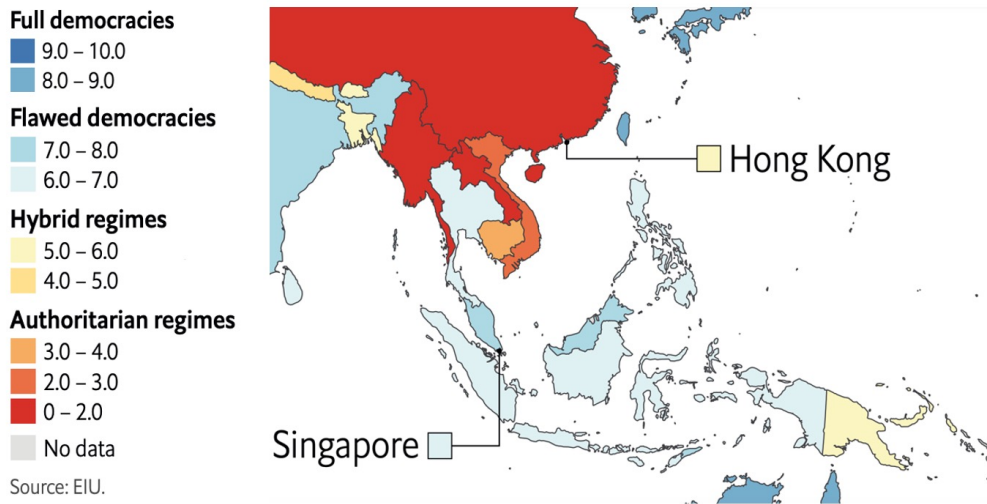 Full democracies
9.0 – 10.0
8.0 – 9.0
Flawed democracies
7.0 – 8.0
6.0 – 7.0
Hybrid regimes
5.0 – 6.0
4.0 – 5.0
Authoritarian regimes
3.0 – 4.0
2.0 – 3.0
0 – 2.0
No data
Source: EIU.
Hong Kong
Singapore